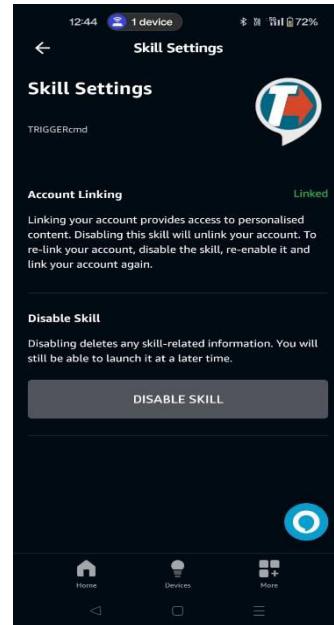 12:44 1 device 72%
Skill Settings
Skill Settings
TRIGGERcmd
Account Linking Linked
Linking your account provides access to personalised
content. Disabling this skill will unlink your account. To
re-link your account, disable the skill, re-enable it and
link your account again.
Disable Skill
Disabling deletes any skill-related information. You will
still be able to launch it at a later time.
DISABLE SKILL
Home Devices More